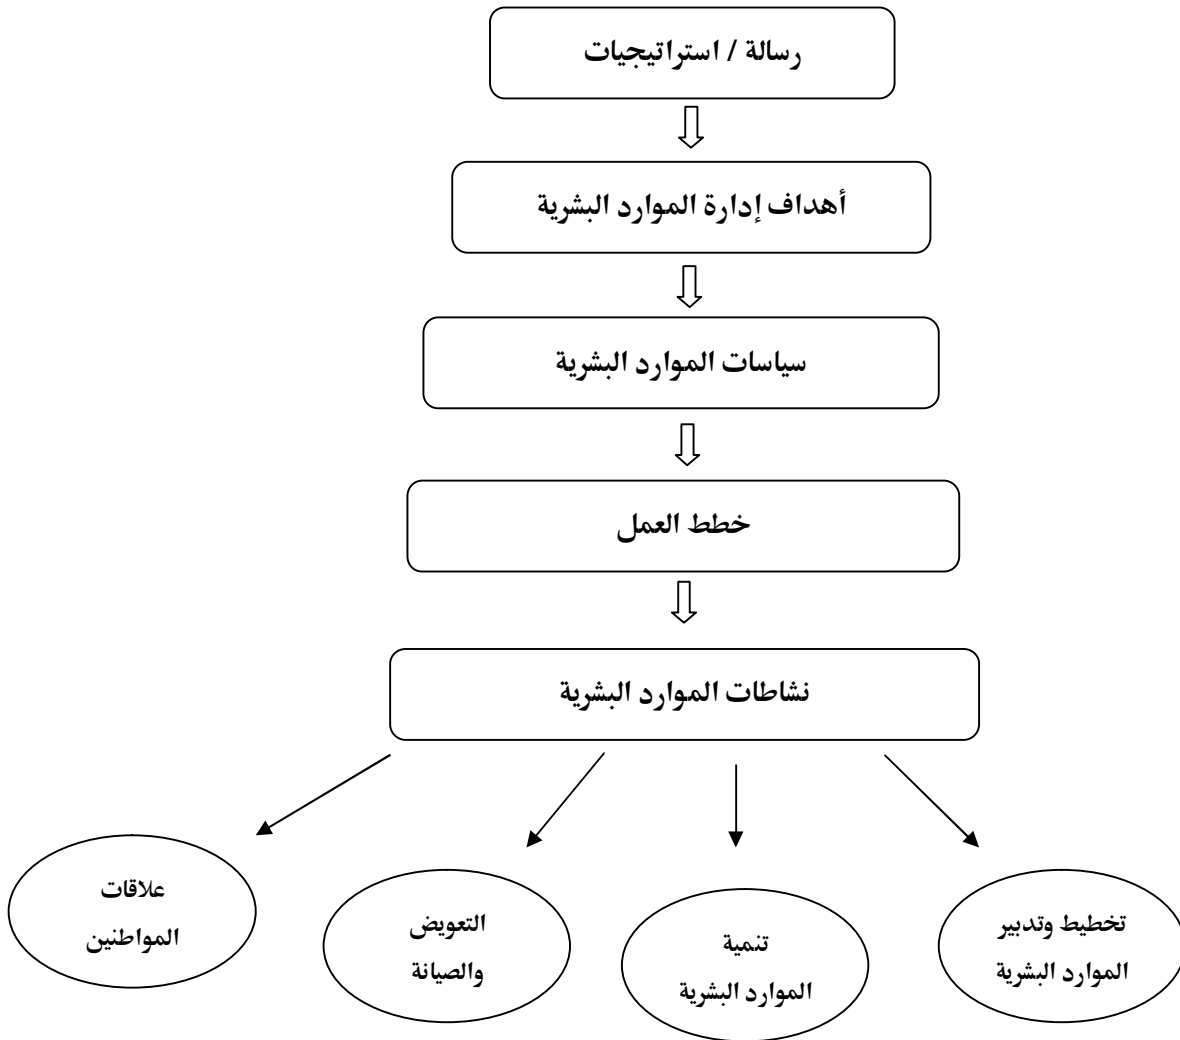 رسالة / استراتيجيات
أهداف إدارة الموارد البشرية
سياسات الموارد البشرية
خطط العمل
نشاطات الموارد البشرية
تخطيط وتدبير
الموارد البشرية
تنمية
الموارد البشرية
التعويض
والصيانة
علاقات
المواطنين